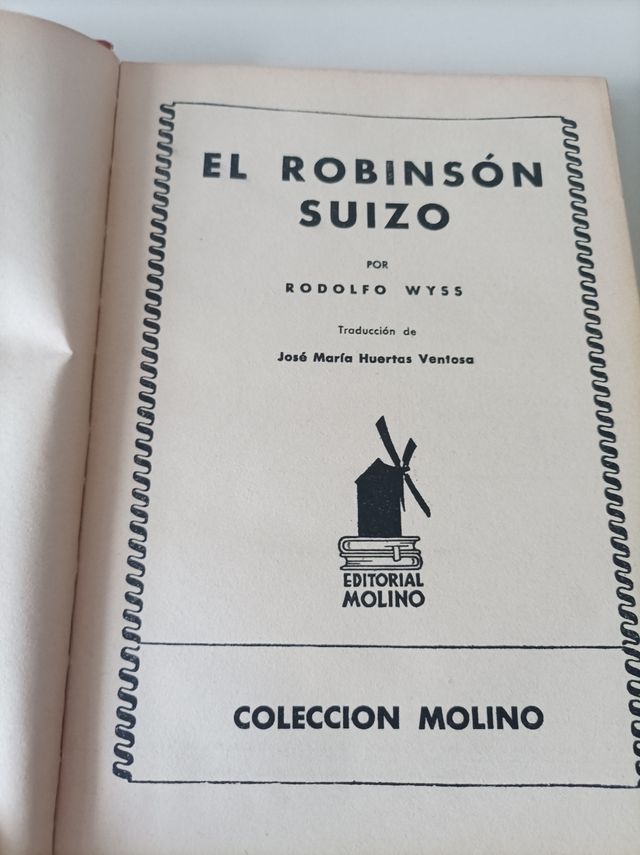 EL ROBINSÓN
SUIZO
POR
RODOLFO WYSS
Traducción de
José María Huertas Ventosa
EDITORIAL
MOLINO
COLECCION MOLINO